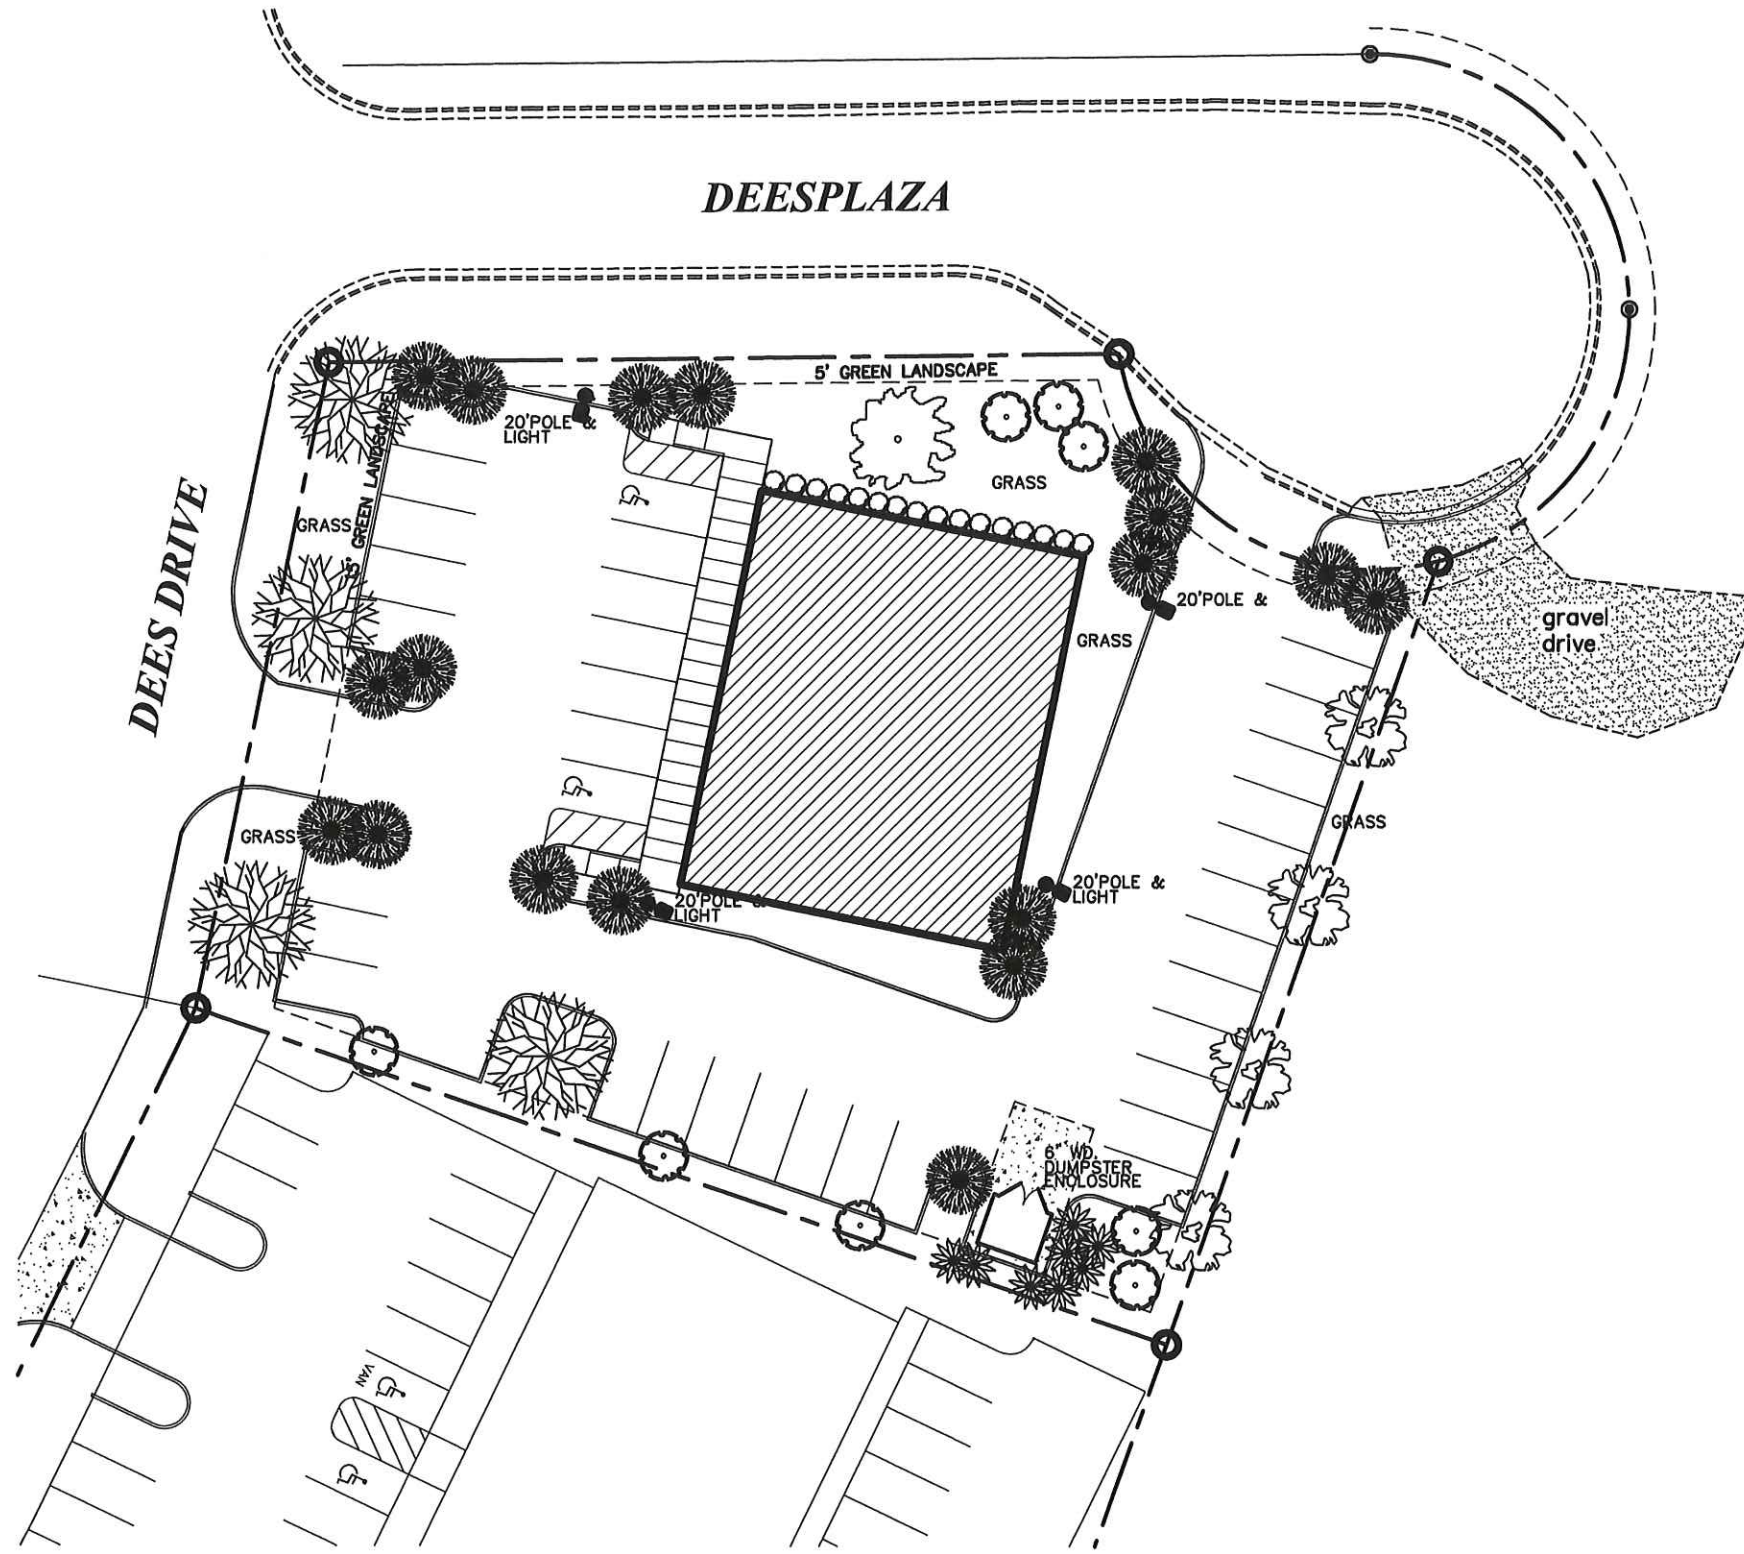 DEESPLAZA
5' GREEN LANDSCAPE
20'POLE &
LIGHT
GRASS
GRASS
5' GREEN LANDSCAPE
DEES DRIVE
20'POLE &
GRASS
gravel
drive
GRASS
GRASS
20'POLE &
LIGHT
20'POLE &
LIGHT
6' WD.
DUMPSTER
ENCLOSURE
VAN